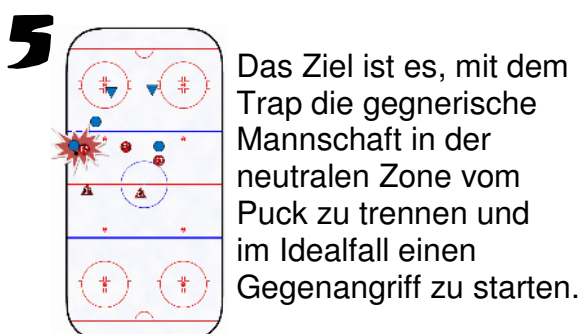 5
Das Ziel ist es, mit dem
Trap die gegnerische
Mannschaft in der
neutralen Zone vom
Puck zu trennen und
im Idealfall einen
Gegenangriff zu starten.